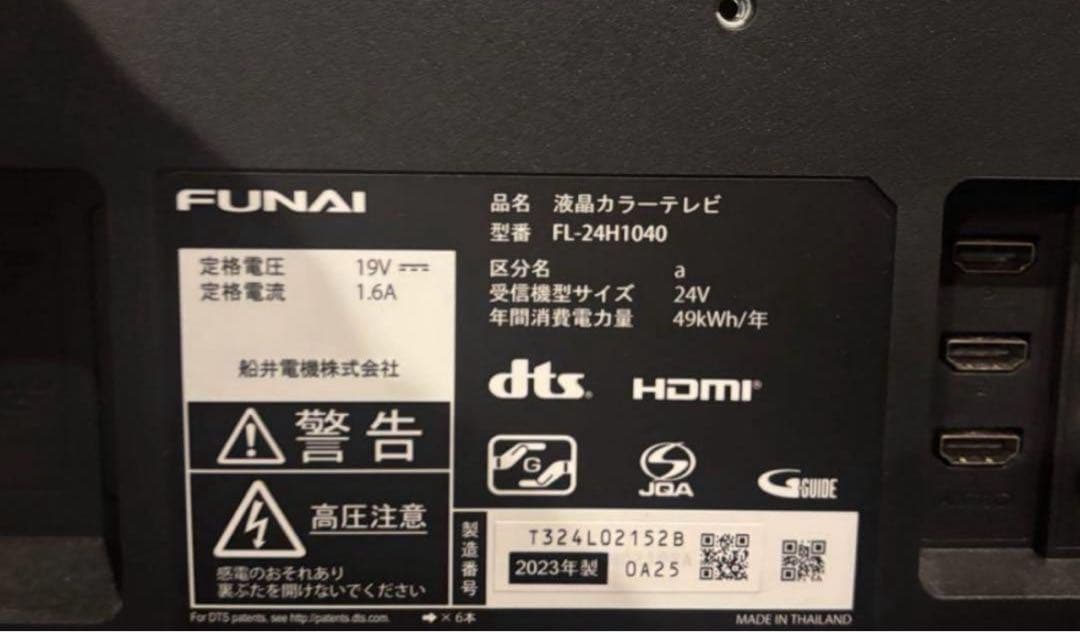 FUNAI
品名 液晶カラーテレビ
型番 FL-24H1040
定格電圧 19V
定格電流 1.6A
船井電機株式会社
区分名 a
受信機型サイズ 24V
年間消費電力量 49kWh/年
dts
HDMI®
G
JQA
G-GUIDE
警告
高圧注意
感電のおそれあり
裏ぶたを開けないでください
製造番号
T324L02152B
2023年製 0A25
For DTS patents, see http://patents.dts.com.
× 6本
MADE IN THAILAND